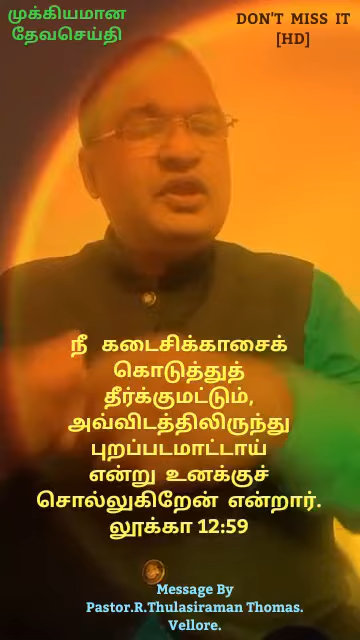 முக்கியமான
தேவசெய்தி
DON'T MISS IT
[HD]
நீ கடைசிக்காசைக்
கொடுத்துத்
தீர்க்குமட்டும்,
அவ்விடத்திலிருந்து
புறப்படமாட்டாய்
என்று உனக்குச்
சொல்லுகிறேன் என்றார்.
லூக்கா 12:59
Message By
Pastor.R.Thulasiraman Thomas.
Vellore.